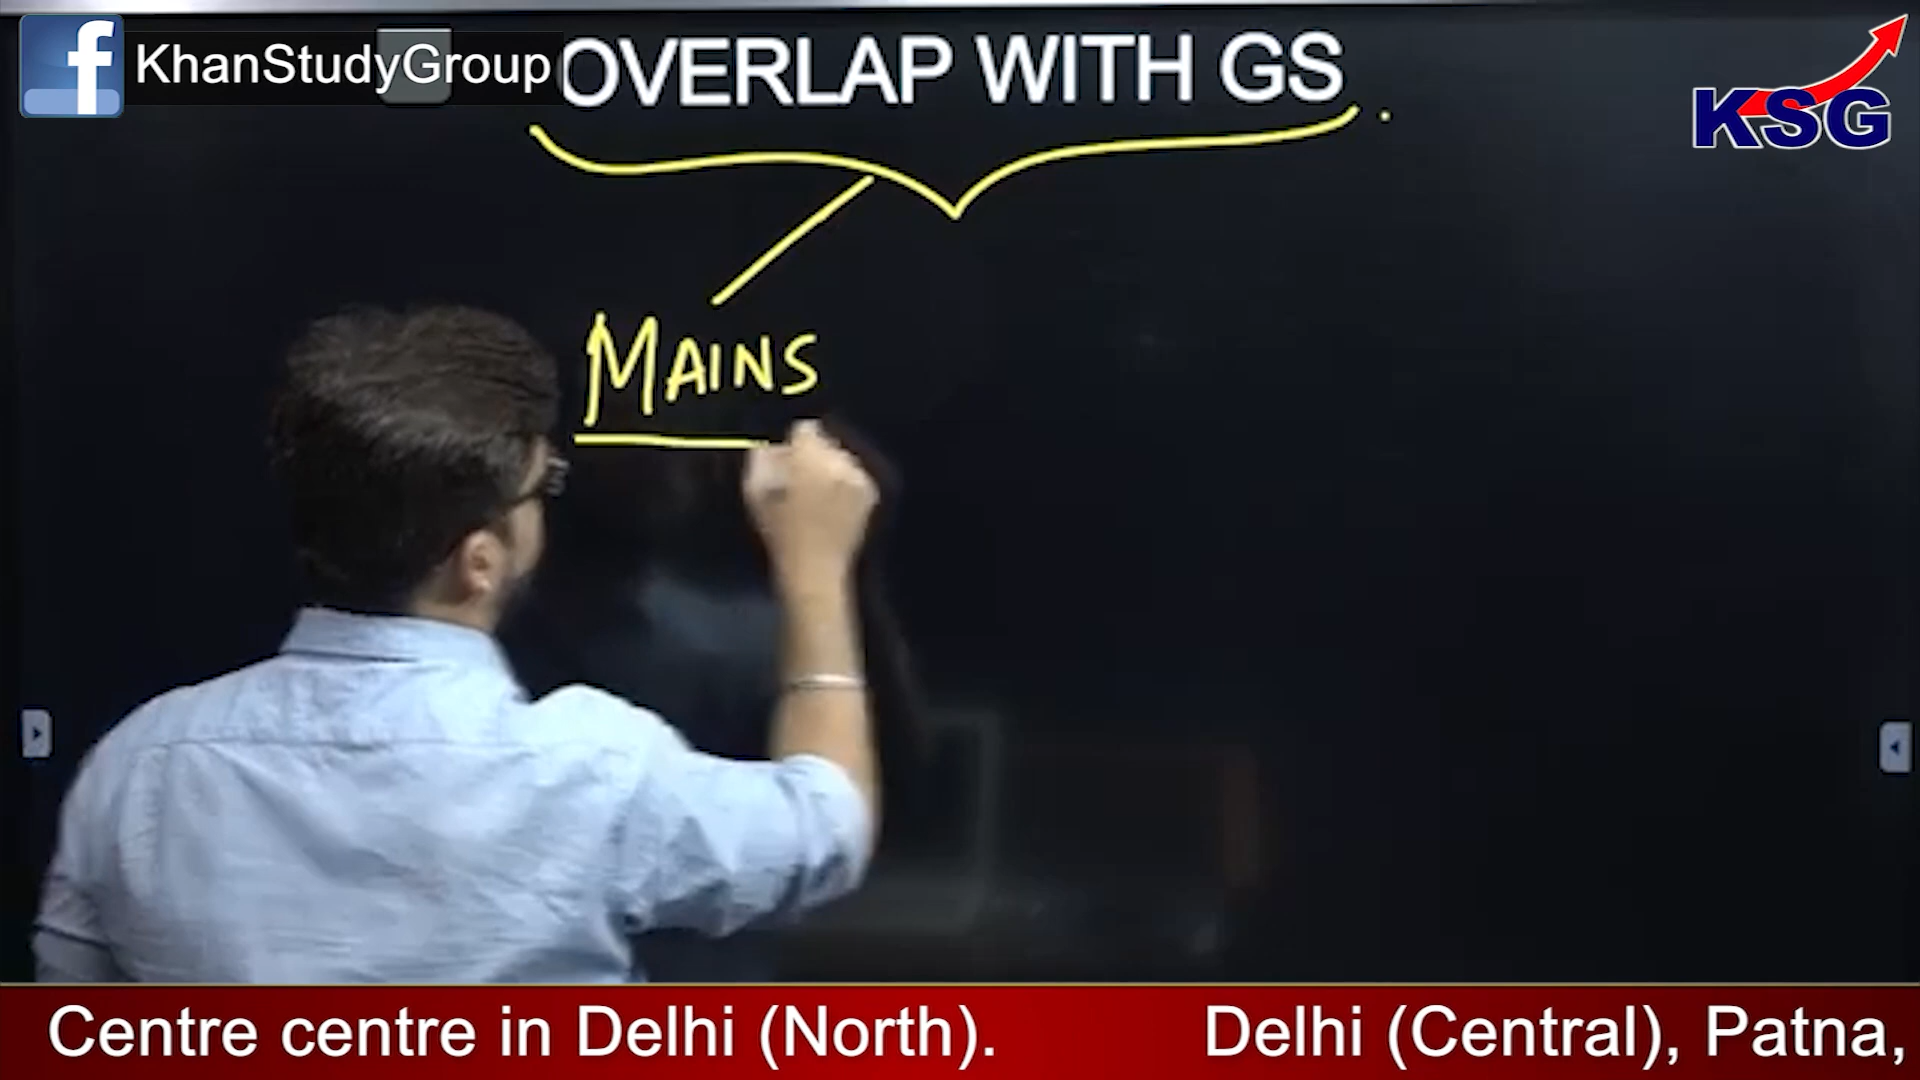 KhanStudyGroup
OVERLAP WITH GS
KSG
MAINS
Centre centre in Delhi (North). Delhi (Central), Patna,